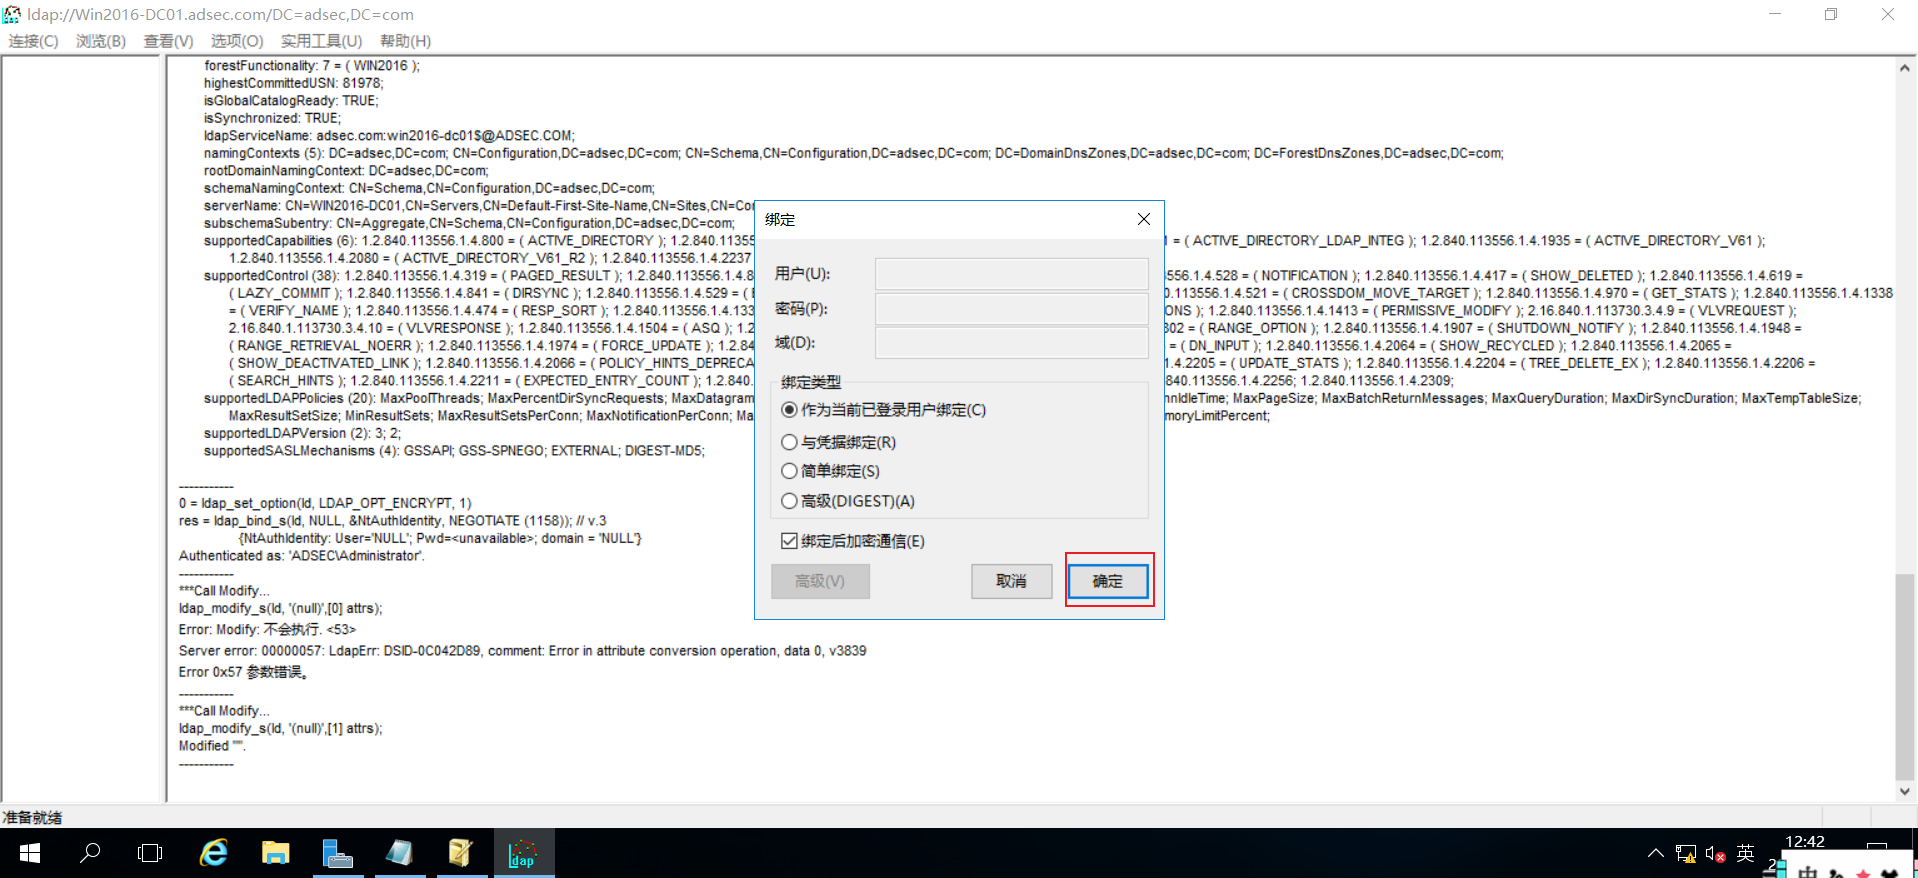 ldap://Win2016-DC01.adsec.com/DC=adsec,DC=com
连接(C) 浏览(B) 查看(V) 选项(O) 实用工具(U) 帮助(H)
forestFunctionality: 7 = ( WIN2016 );
highestCommittedUSN: 81978;
isGlobalCatalogReady: TRUE;
isSynchronized: TRUE;
ldapServiceName: adsec.com:win2016-dc01$@ADSEC.COM;
namingContexts (5): DC=adsec,DC=com; CN=Configuration,DC=adsec,DC=com; CN=Schema,CN=Configuration,DC=adsec,DC=com; DC=DomainDnsZones,DC=adsec,DC=com; DC=ForestDnsZones,DC=adsec,DC=com;
rootDomainNamingContext: DC=adsec,DC=com;
schemaNamingContext: CN=Schema,CN=Configuration,DC=adsec,DC=com;
serverName: CN=WIN2016-DC01,CN=Servers,CN=Default-First-Site-Name,CN=Sites,CN=Co
subschemaSubentry: CN=Aggregate,CN=Schema,CN=Configuration,DC=adsec,DC=com;
supportedCapabilities (6): 1.2.840.113556.1.4.800 = ( ACTIVE_DIRECTORY ); 1.2.840.11355 = ( ACTIVE_DIRECTORY_LDAP_INTEG ); 1.2.840.113556.1.4.1935 = ( ACTIVE_DIRECTORY_V61 );
1.2.840.113556.1.4.2080 = ( ACTIVE_DIRECTORY_V61_R2 ); 1.2.840.113556.1.4.2237
supportedControl (38): 1.2.840.113556.1.4.319 = ( PAGED_RESULT ); 1.2.840.113556.1.4.8 556.1.4.528 = ( NOTIFICATION ); 1.2.840.113556.1.4.417 = ( SHOW_DELETED ); 1.2.840.113556.1.4.619 =
( LAZY_COMMIT ); 1.2.840.113556.1.4.841 = ( DIRSYNC ); 1.2.840.113556.1.4.529 = ( 0.113556.1.4.521 = ( CROSSDOM_MOVE_TARGET ); 1.2.840.113556.1.4.970 = ( GET_STATS ); 1.2.840.113556.1.4.1338
= ( VERIFY_NAME ); 1.2.840.113556.1.4.474 = ( RESP_SORT ); 1.2.840.113556.1.4.133 ONS ); 1.2.840.113556.1.4.1413 = ( PERMISSIVE_MODIFY ); 2.16.840.1.113730.3.4.9 = ( VLVREQUEST );
2.16.840.1.113730.3.4.10 = ( VLVRESPONSE ); 1.2.840.113556.1.4.1504 = ( ASQ ); 1.2 802 = ( RANGE_OPTION ); 1.2.840.113556.1.4.1907 = ( SHUTDOWN_NOTIFY ); 1.2.840.113556.1.4.1948 =
( RANGE_RETRIEVAL_NOERR ); 1.2.840.113556.1.4.1974 = ( FORCE_UPDATE ); 1.2.84 = ( DN_INPUT ); 1.2.840.113556.1.4.2064 = ( SHOW_RECYCLED ); 1.2.840.113556.1.4.2065 =
( SHOW_DEACTIVATED_LINK ); 1.2.840.113556.1.4.2066 = ( POLICY_HINTS_DEPRECA .4.2205 = ( UPDATE_STATS ); 1.2.840.113556.1.4.2204 = ( TREE_DELETE_EX ); 1.2.840.113556.1.4.2206 =
( SEARCH_HINTS ); 1.2.840.113556.1.4.2211 = ( EXPECTED_ENTRY_COUNT ); 1.2.840. 840.113556.1.4.2256; 1.2.840.113556.1.4.2309;
supportedLDAPPolicies (20): MaxPoolThreads; MaxPercentDirSyncRequests; MaxDatagram nnIdleTime; MaxPageSize; MaxBatchReturnMessages; MaxQueryDuration; MaxDirSyncDuration; MaxTempTableSize;
MaxResultSetSize; MinResultSets; MaxResultSetsPerConn; MaxNotificationPerConn; Ma moryLimitPercent;
supportedLDAPVersion (2): 3; 2;
supportedSASLMechanisms (4): GSSAPI; GSS-SPNEGO; EXTERNAL; DIGEST-MD5;
-----------
0 = ldap_set_option(ld, LDAP_OPT_ENCRYPT, 1)
res = ldap_bind_s(ld, NULL, &NtAuthIdentity, NEGOTIATE (1158)); // v.3
{NtAuthIdentity: User='NULL'; Pwd=<unavailable>; domain = 'NULL'}
Authenticated as: 'ADSEC\Administrator'.
-----------
***Call Modify...
ldap_modify_s(ld, '(null)',[0] attrs);
Error: Modify: 不会执行. <53>
Server error: 00000057: LdapErr: DSID-0C042D89, comment: Error in attribute conversion operation, data 0, v3839
Error 0x57 参数错误。
-----------
***Call Modify...
ldap_modify_s(ld, '(null)',[1] attrs);
Modified "".
-----------
绑定
用户(U):
密码(P):
域(D):
绑定类型
作为当前已登录用户绑定(C)
与凭据绑定(R)
简单绑定(S)
高级(DIGEST)(A)
绑定后加密通信(E)
高级(V) 取消 确定
准备就绪
ldap
英
12:42
中